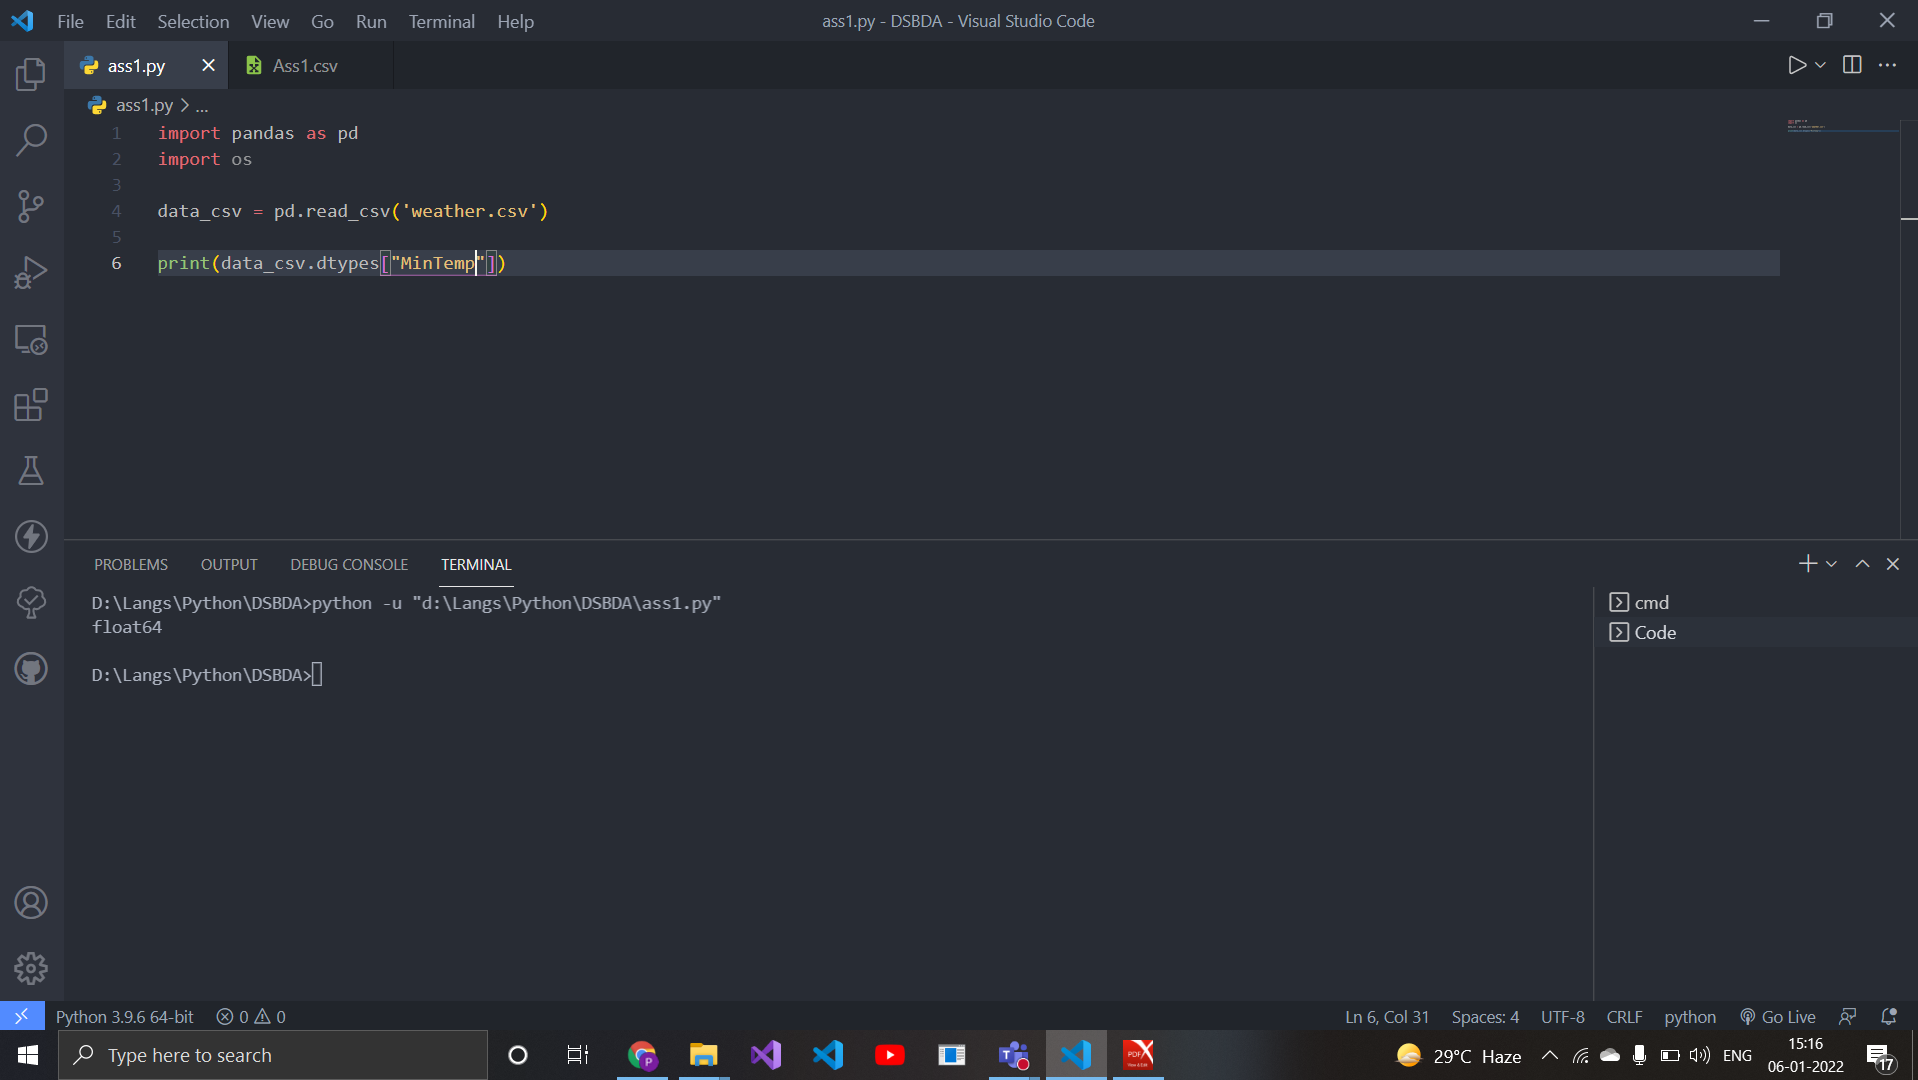 File Edit Selection View Go Run Terminal Help ass1.py - DSBDA - Visual Studio Code
ass1.py Ass1.csv
ass1.py > ...
1 import pandas as pd
2 import os
3
4 data_csv = pd.read_csv('weather.csv')
5
6 print(data_csv.dtypes["MinTemp"])
PROBLEMS OUTPUT DEBUG CONSOLE TERMINAL
D:\Langs\Python\DSBDA>python -u "d:\Langs\Python\DSBDA\ass1.py"
float64
D:\Langs\Python\DSBDA>
cmd
Code
Python 3.9.6 64-bit 0 0 Ln 6, Col 31 Spaces: 4 UTF-8 CRLF python Go Live
Type here to search
29°C Haze
ENG
15:16
06-01-2022
17